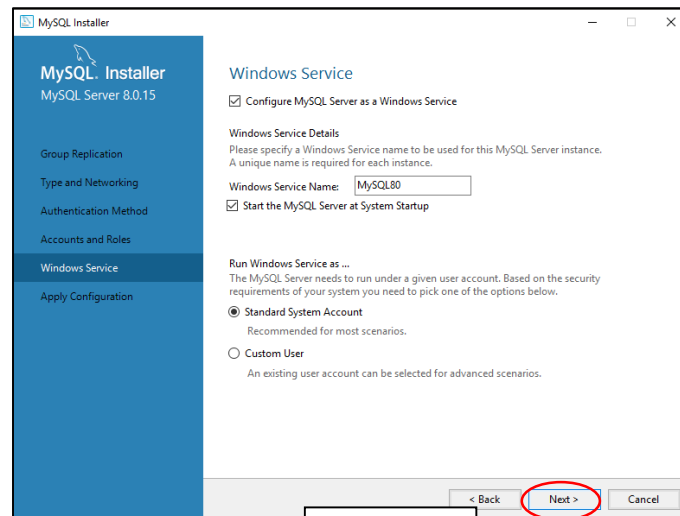 MySQL Installer
MySQL. Installer
MySQL Server 8.0.15
Group Replication
Type and Networking
Authentication Method
Accounts and Roles
Windows Service
Apply Configuration
Windows Service
Configure MySQL Server as a Windows Service
Windows Service Details
Please specify a Windows Service name to be used for this MySQL Server instance.
A unique name is required for each instance.
Windows Service Name: MySQL80
Start the MySQL Server at System Startup
Run Windows Service as ...
The MySQL Server needs to run under a given user account. Based on the security
requirements of your system you need to pick one of the options below.
Standard System Account
Recommended for most scenarios.
Custom User
An existing user account can be selected for advanced scenarios.
< Back Next > Cancel